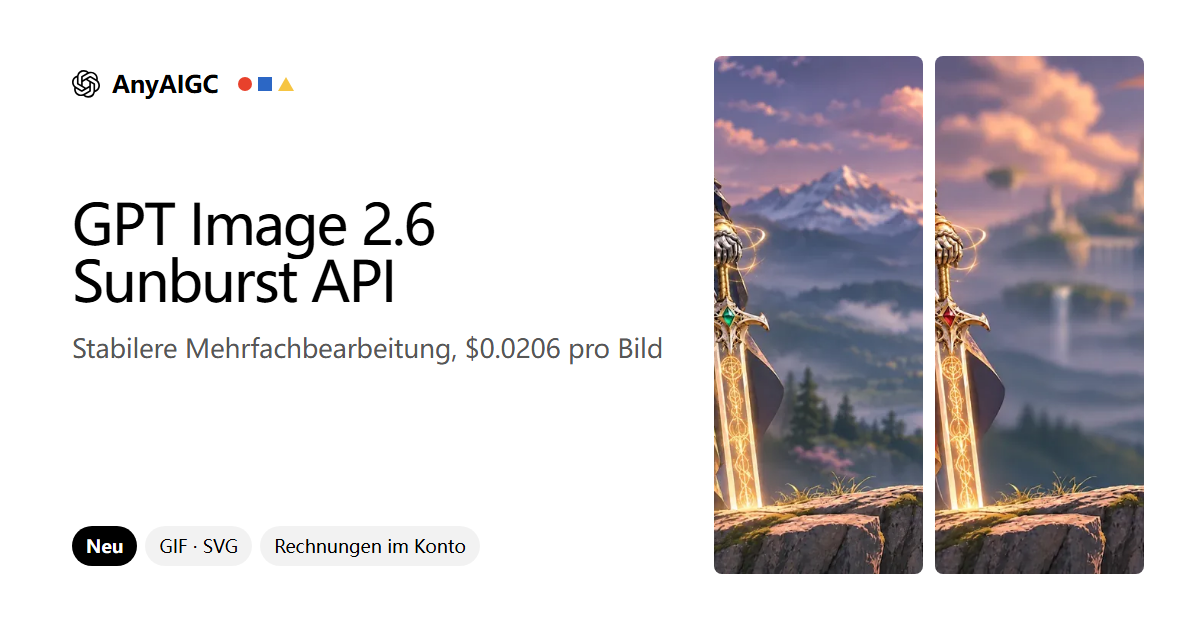 AnyAIGC
GPT Image 2.6
Sunburst API
Stabilere Mehrfachbearbeitung, $0.0206 pro Bild
Neu
GIF · SVG
Rechnungen im Konto